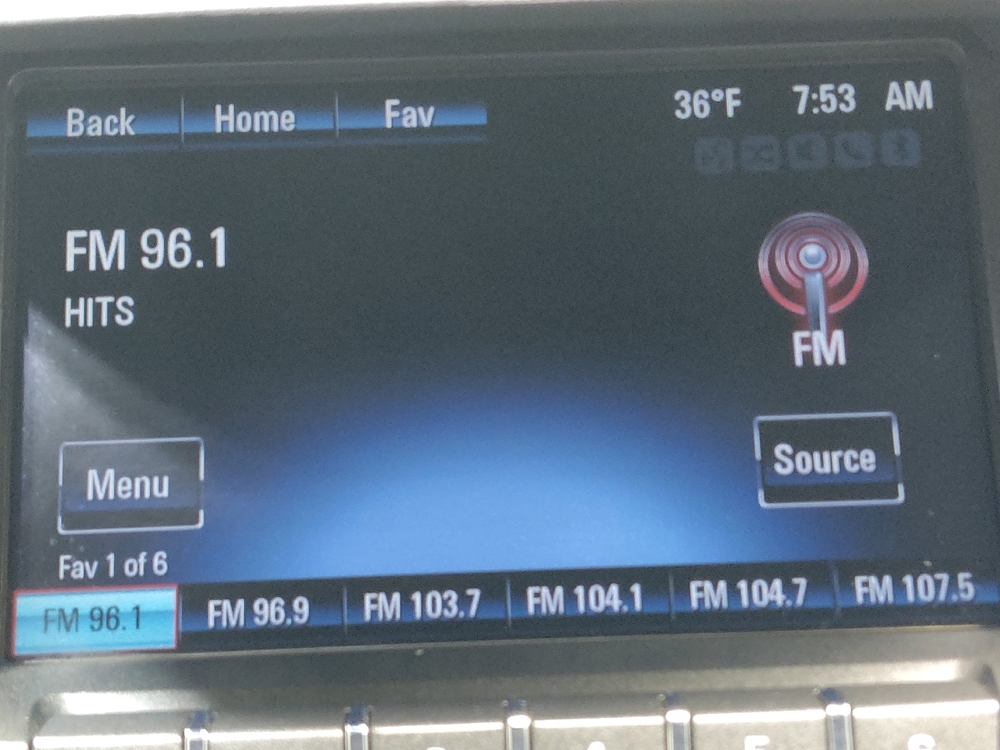 Back Home Fav 36°F 7:53 AM
FM 96.1
HITS
FM
Menu
Source
Fav 1 of 6
FM 96.1 FM 96.9 FM 103.7 FM 104.1 FM 104.7 FM 107.5